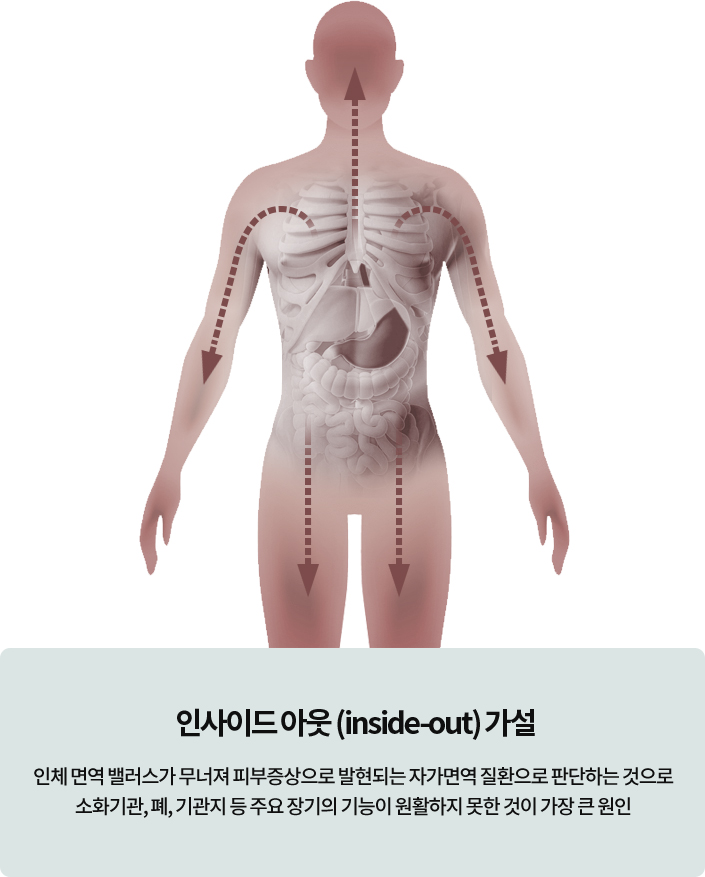 인사이드 아웃 (inside-out) 가설
인체 면역 밸러스가 무너져 피부증상으로 발현되는 자가면역 질환으로 판단하는 것으로
소화기관, 폐, 기관지 등 주요 장기의 기능이 원활하지 못한 것이 가장 큰 원인